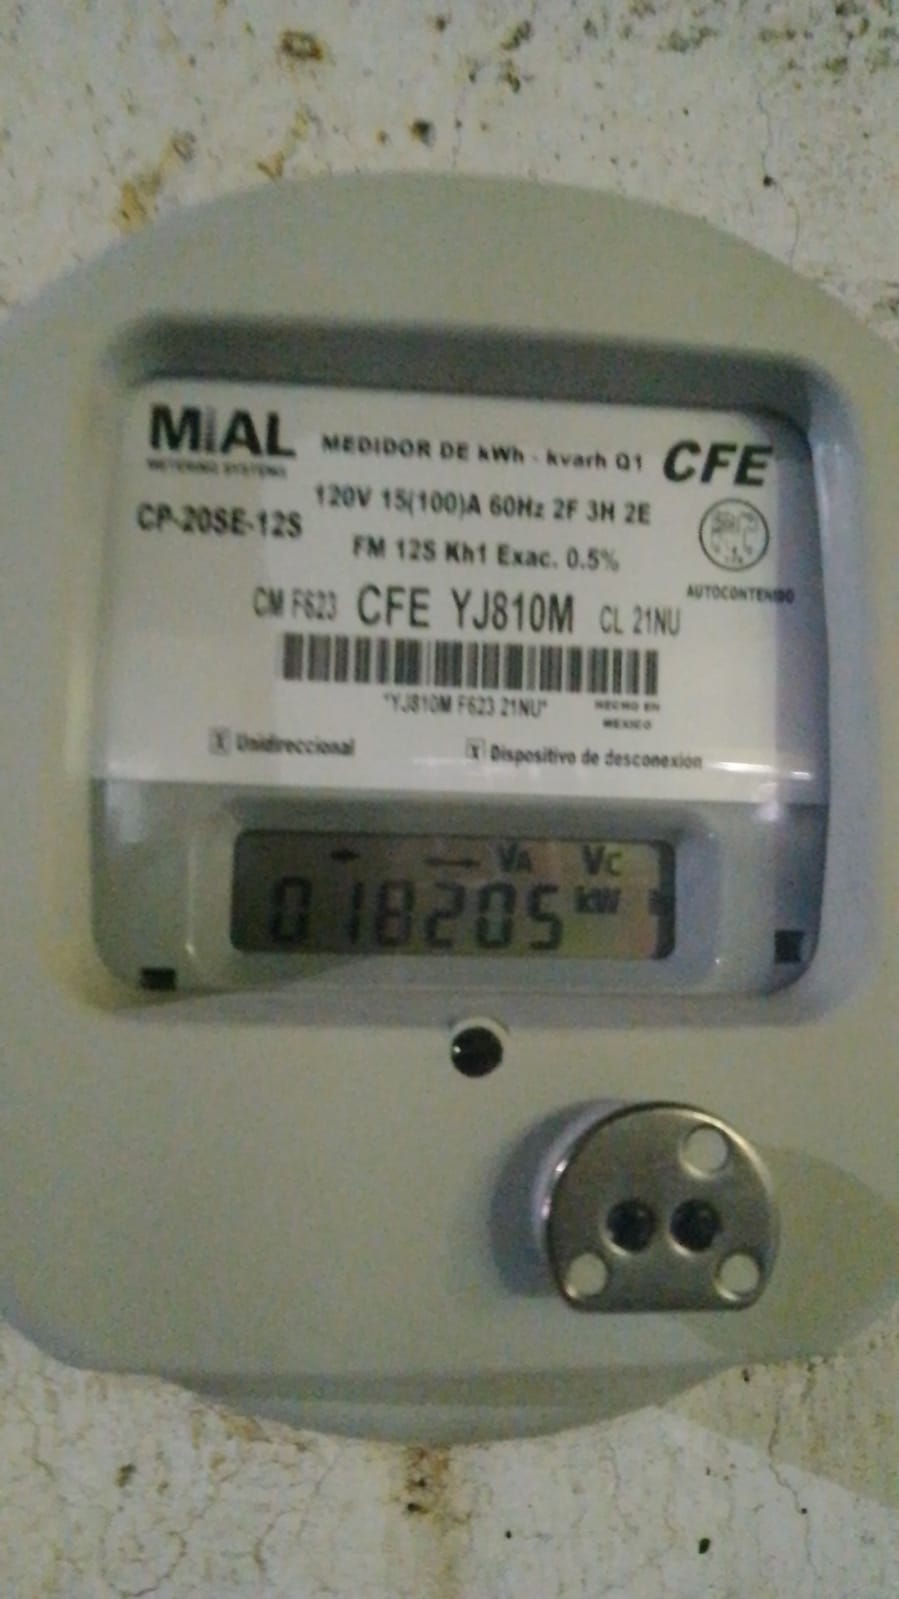 MIAL
METERING SYSTEMS
MEDIDOR DE kWh - kvarh Q1
CFE
120V 15(100)A 60Hz 2F 3H 2E
CP-20SE-12S
FM 12S Kh1 Exac. 0.5%
AUTOCONTENIDO
CM F623 CFE YJ810M CL 21NU
*YJ810M F623 21NU*
HECHO EN
MEXICO
X Unidireccional
X Dispositivo de desconexión
VA VC
018205 kW